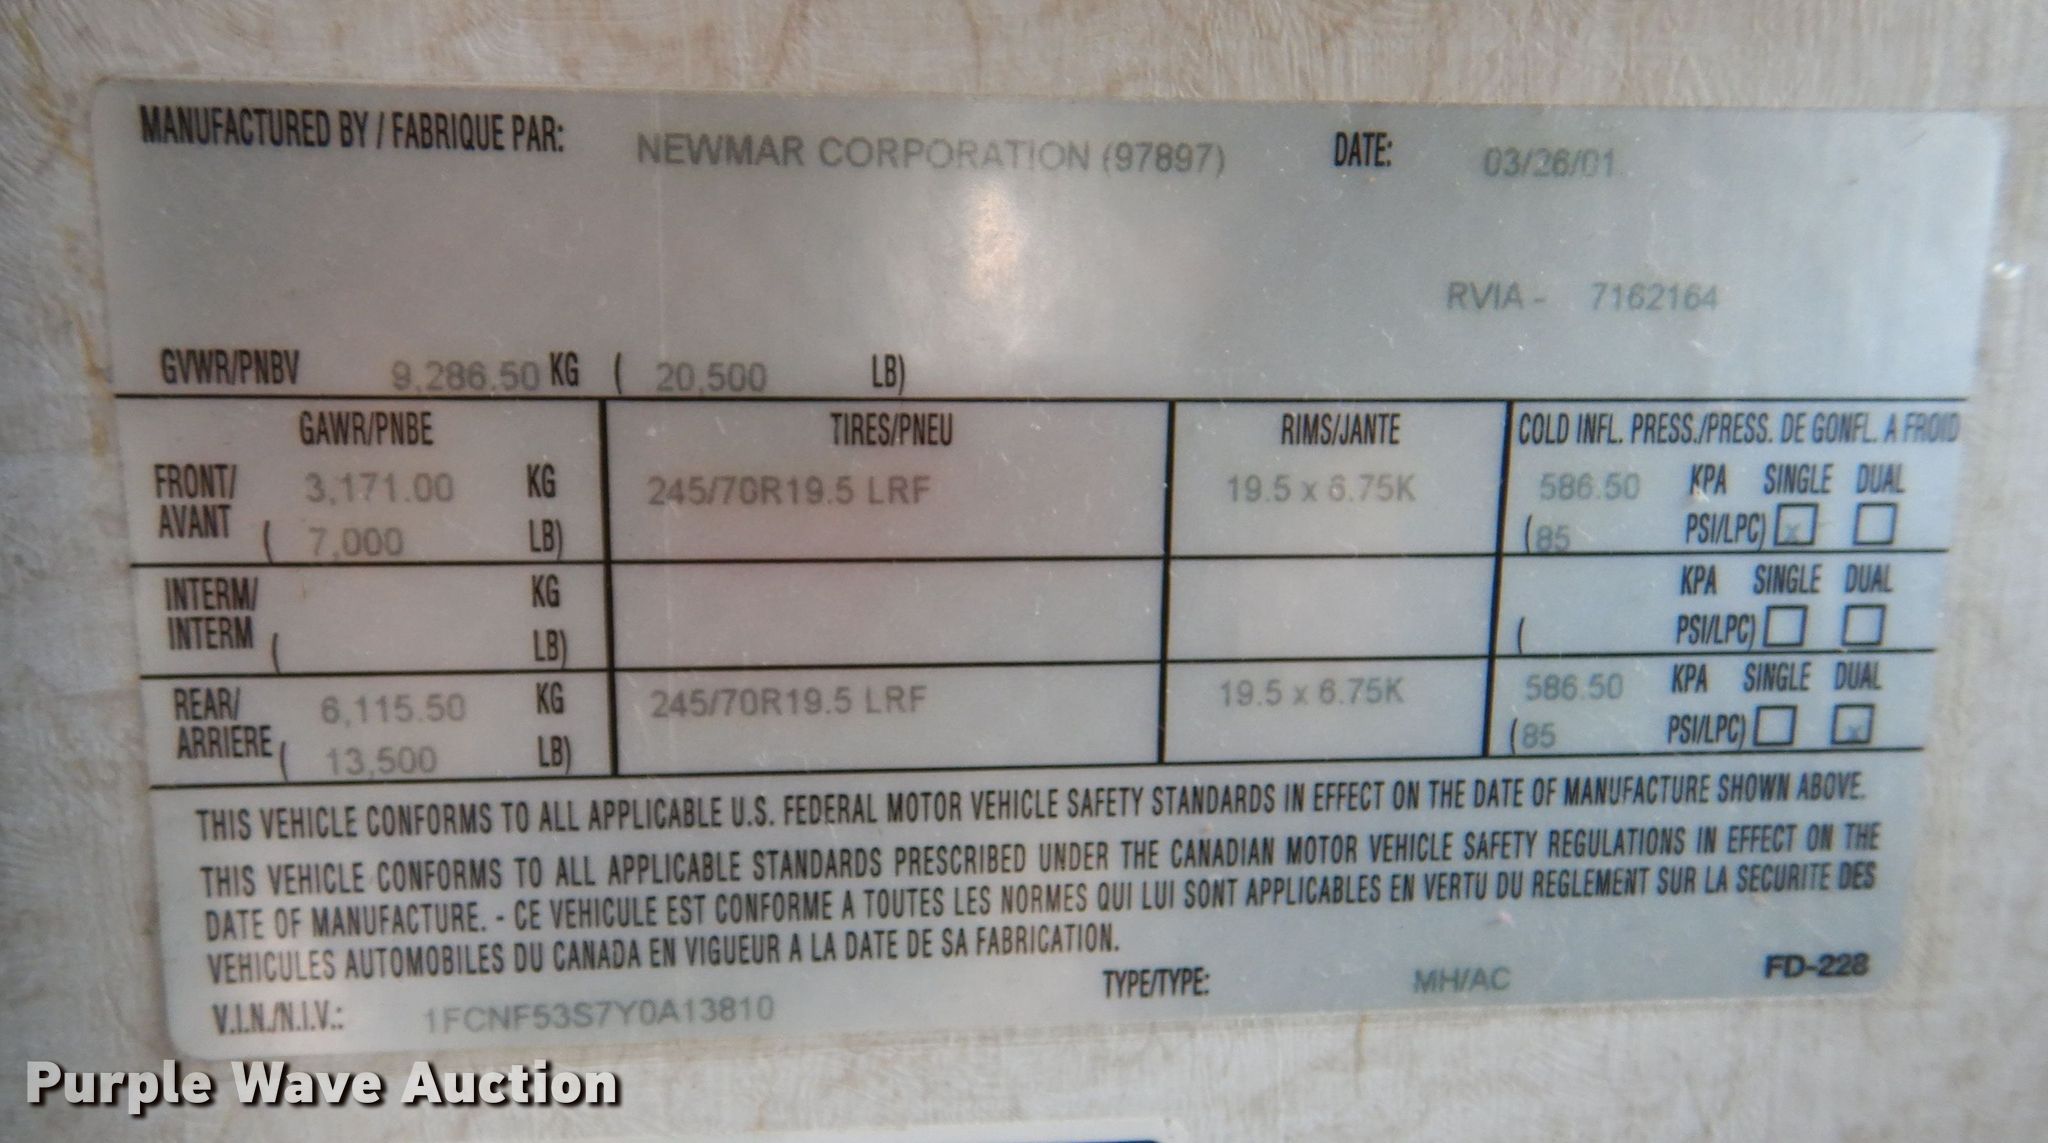 MANUFACTURED BY / FABRIQUE PAR: NEWMAR CORPORATION (97897) DATE: 03/26/01
RVIA - 7162164
GVWR/PNBV 9,286.50 KG ( 20,500 LB)
GAWR/PNBE TIRES/PNEU RIMS/JANTE COLD INFL. PRESS./PRESS. DE GONFL. A FROID
FRONT/ 3,171.00 KG 245/70R19.5 LRF 19.5 x 6.75K 586.50 KPA SINGLE DUAL
AVANT ( 7,000 LB) (85 PSI/LPC) x
INTERM/ KG KPA SINGLE DUAL
INTERM ( LB) ( PSI/LPC)
REAR/ 6,115.50 KG 245/70R19.5 LRF 19.5 x 6.75K 586.50 KPA SINGLE DUAL
ARRIERE ( 13,500 LB) (85 PSI/LPC) x
THIS VEHICLE CONFORMS TO ALL APPLICABLE U.S. FEDERAL MOTOR VEHICLE SAFETY STANDARDS IN EFFECT ON THE DATE OF MANUFACTURE SHOWN ABOVE.
THIS VEHICLE CONFORMS TO ALL APPLICABLE STANDARDS PRESCRIBED UNDER THE CANADIAN MOTOR VEHICLE SAFETY REGULATIONS IN EFFECT ON THE
DATE OF MANUFACTURE. - CE VEHICULE EST CONFORME A TOUTES LES NORMES QUI LUI SONT APPLICABLES EN VERTU DU REGLEMENT SUR LA SECURITE DES
VEHICULES AUTOMOBILES DU CANADA EN VIGUEUR A LA DATE DE SA FABRICATION.
V.I.N./N.I.V.: 1FCNF53S7Y0A13810 TYPE/TYPE: MH/AC FD-228
Purple Wave Auction